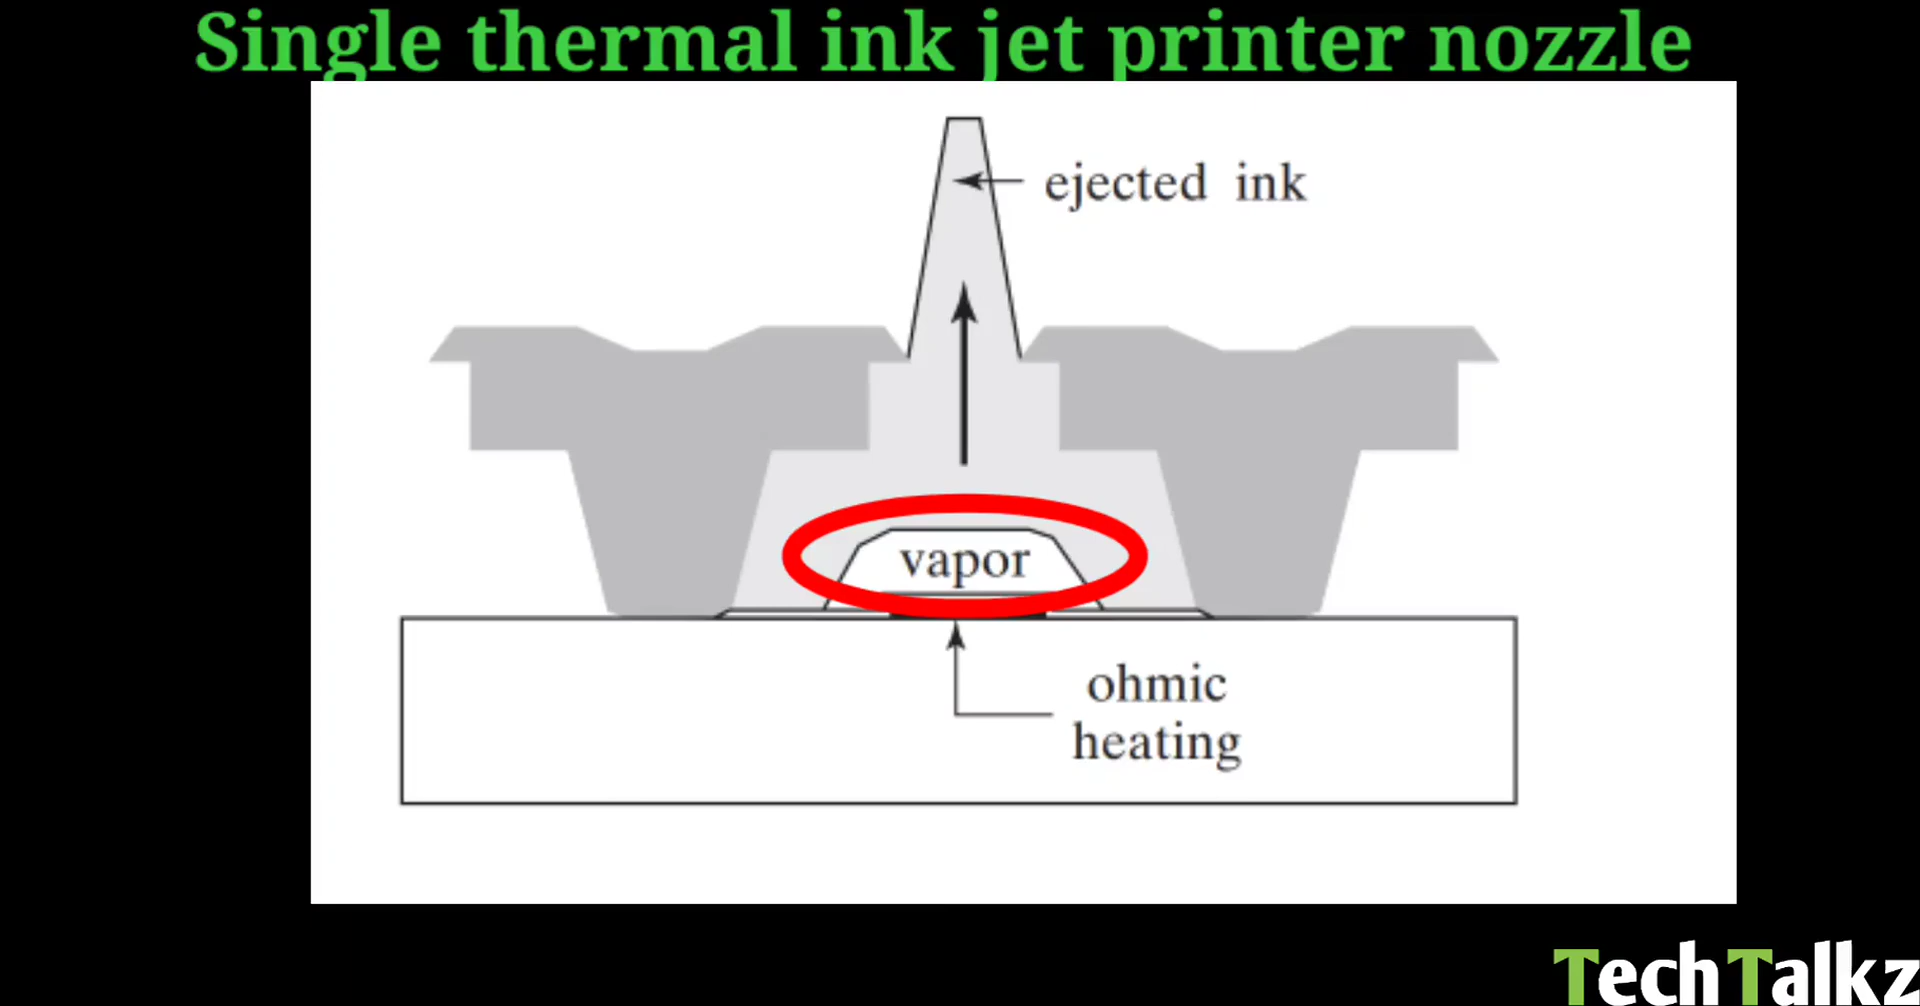 Single thermal ink jet printer nozzle
ejected ink
vapor
ohmic
heating
TechTalkz